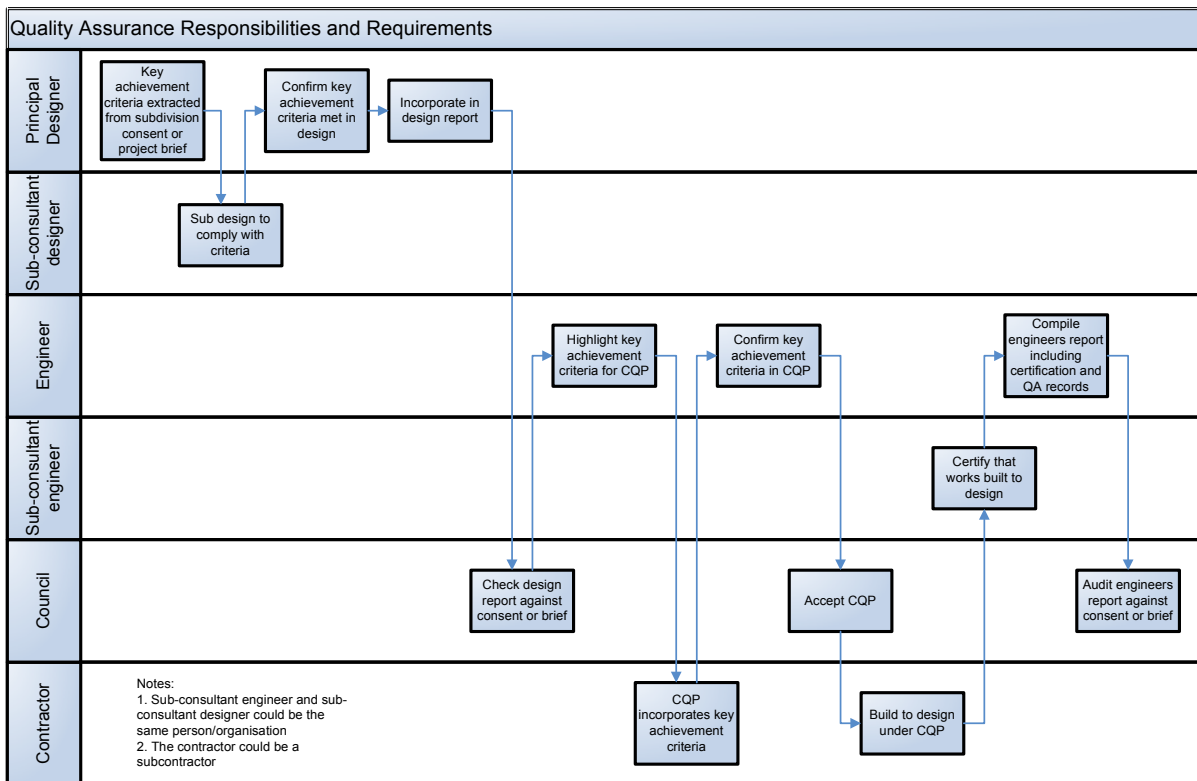 Quality Assurance Responsibilities and Requirements
Principal
Designer
Key
achievement
criteria extracted
from subdivision
consent or
project brief
Confirm key
achievement
criteria met in
design
Incorporate in
design report
Sub-consultant
designer
Sub design to
comply with
criteria
Engineer
Highlight key
achievement
criteria for CQP
Confirm key
achievement
criteria in CQP
Compile
engineers report
including
certification and
QA records
Sub-consultant
engineer
Certify that
works built to
design
Council
Check design
report against
consent or brief
Accept CQP
Audit engineers
report against
consent or brief
Contractor
Notes:
1. Sub-consultant engineer and sub-
consultant designer could be the
same person/organisation
2. The contractor could be a
subcontractor
CQP
incorporates key
achievement
criteria
Build to design
under CQP